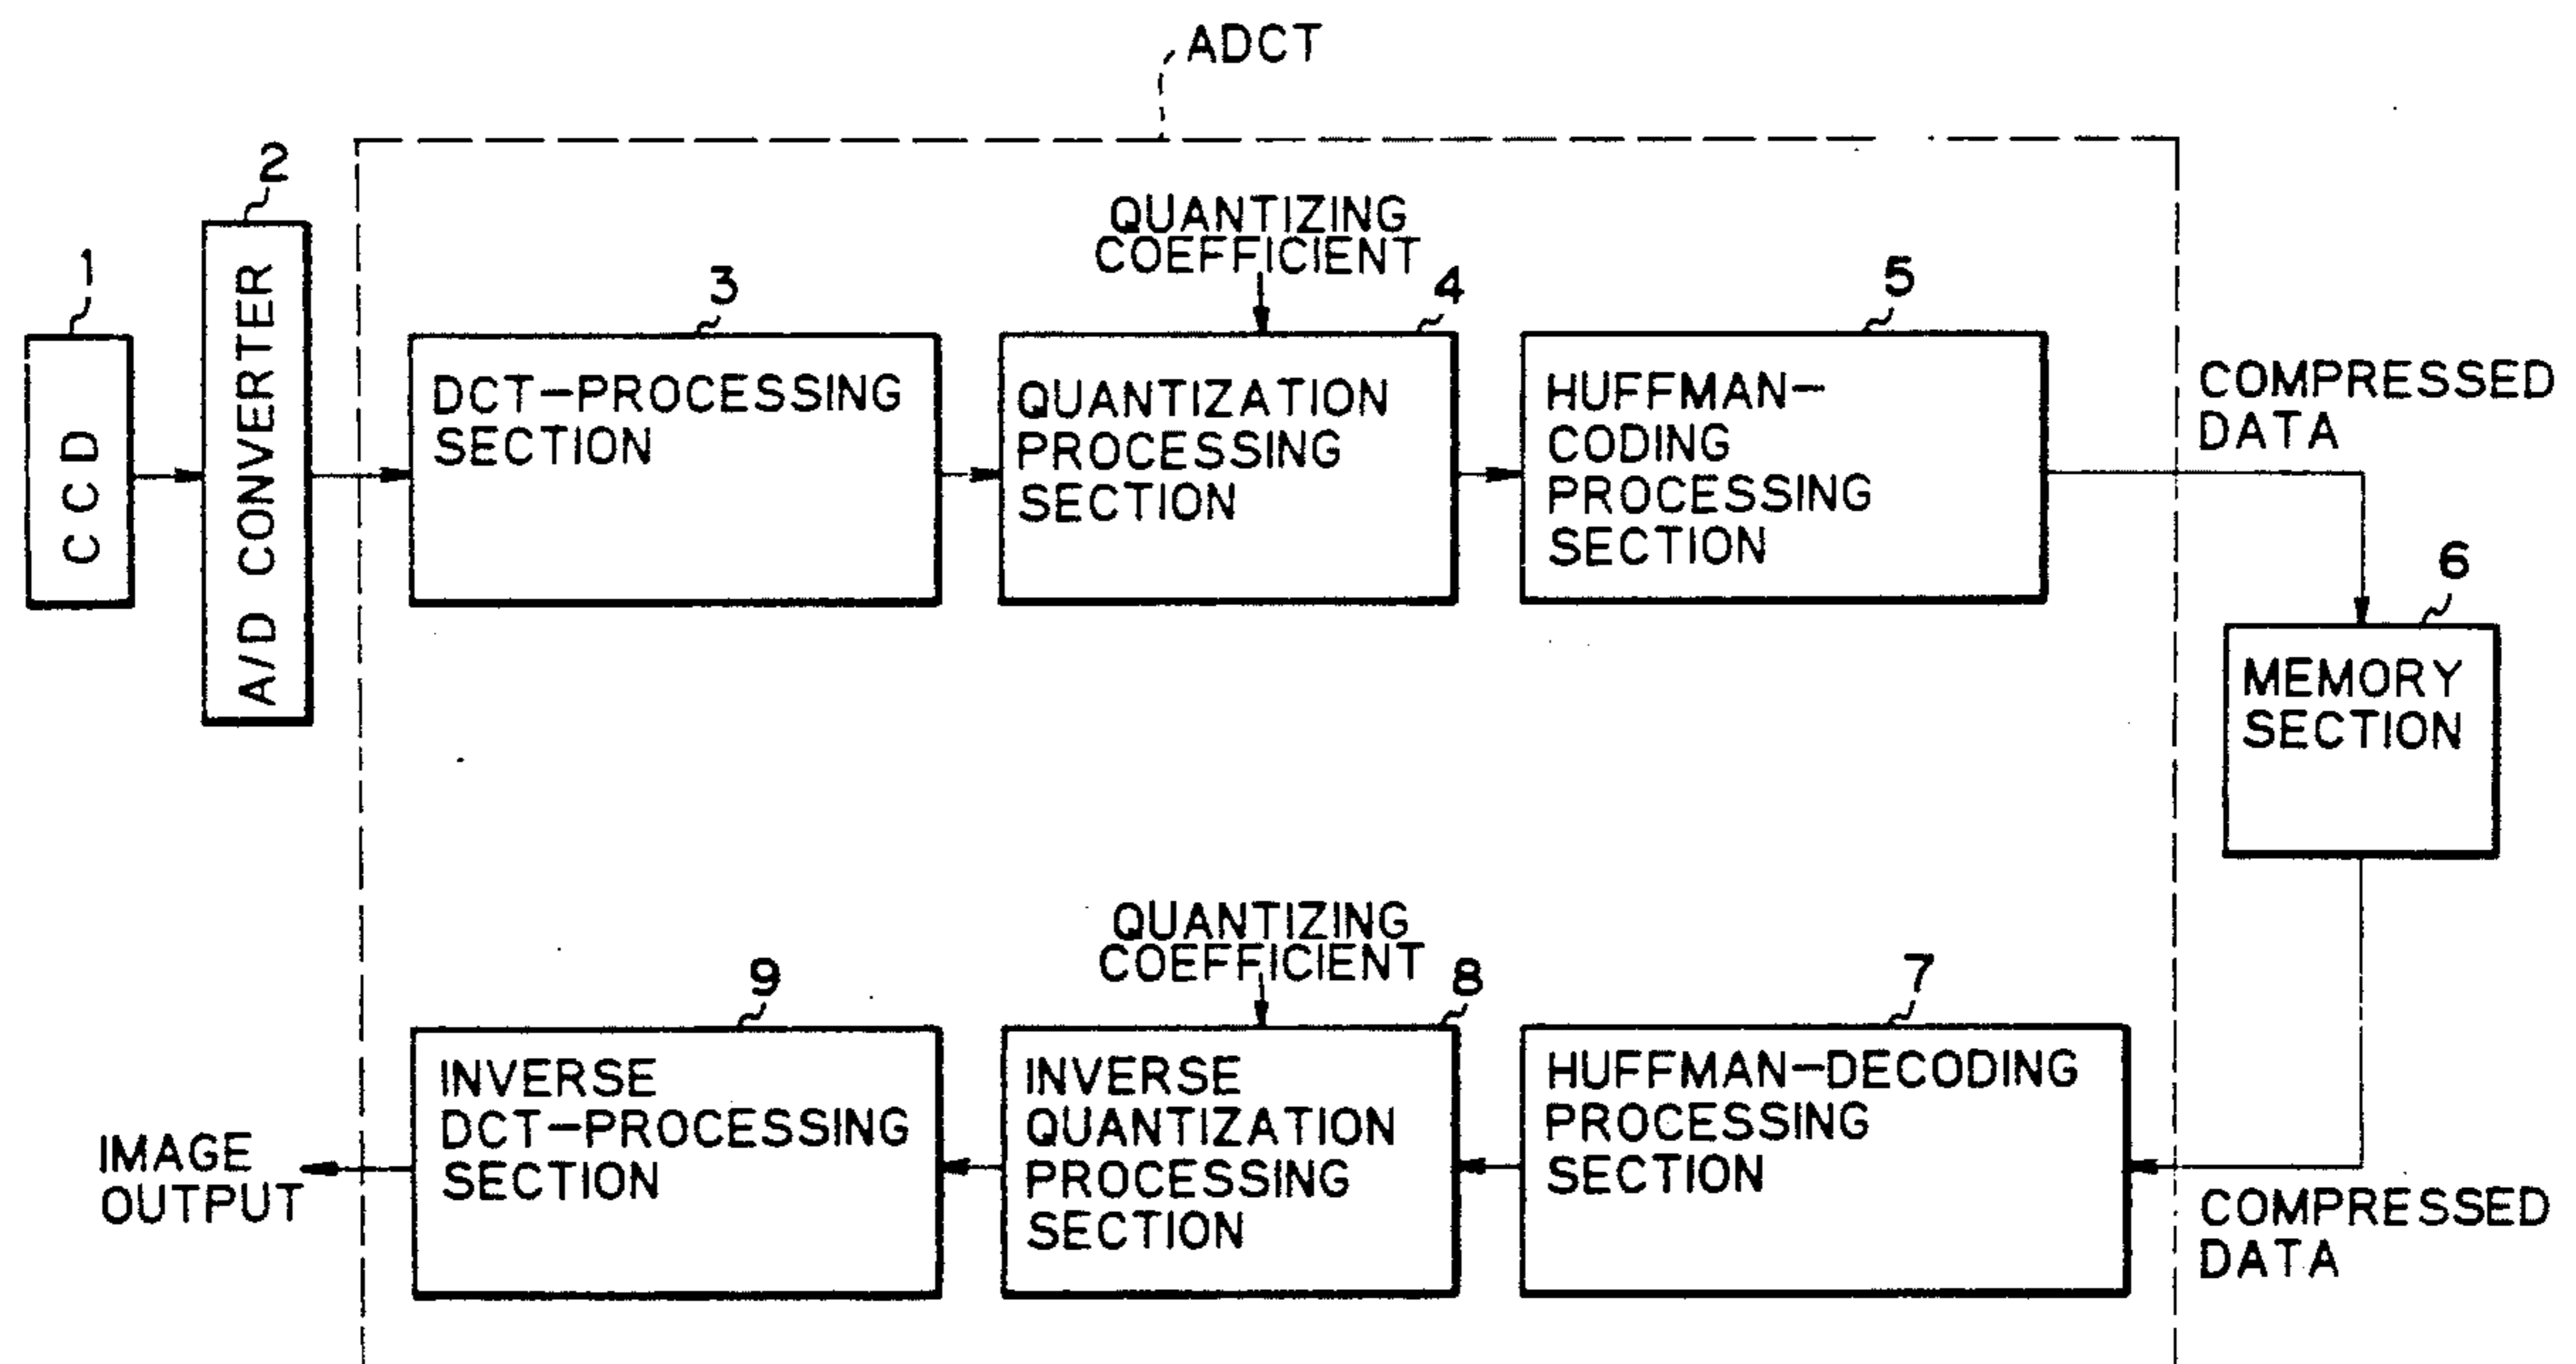 ADCT
1
2
3
4
5
6
7
8
9
CCD
A/D CONVERTER
DCT-PROCESSING
SECTION
QUANTIZING
COEFFICIENT
QUANTIZATION
PROCESSING
SECTION
HUFFMAN-
CODING
PROCESSING
SECTION
COMPRESSED
DATA
MEMORY
SECTION
QUANTIZING
COEFFICIENT
IMAGE
OUTPUT
INVERSE
DCT-PROCESSING
SECTION
INVERSE
QUANTIZATION
PROCESSING
SECTION
HUFFMAN-DECODING
PROCESSING
SECTION
COMPRESSED
DATA